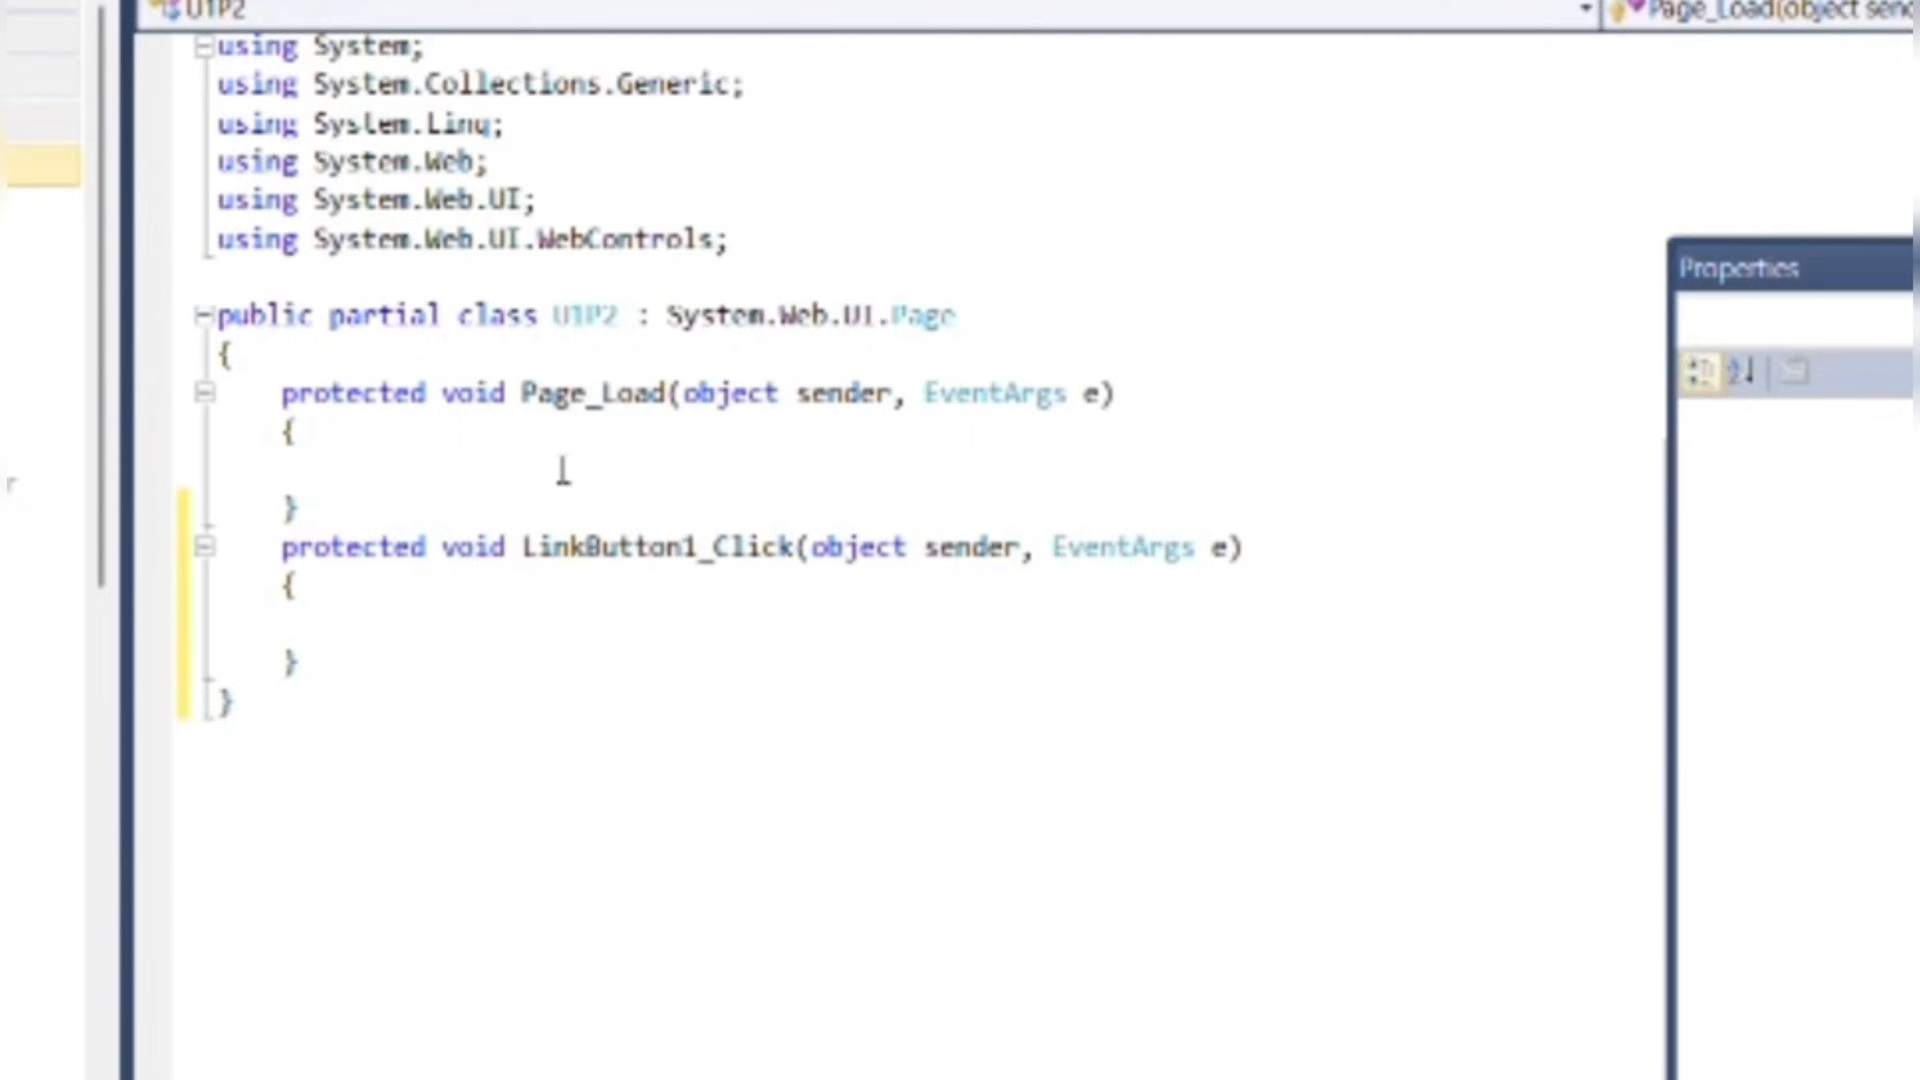 U1P2
Page_Load(object send
using System;
using System.Collections.Generic;
using System.Linq;
using System.Web;
using System.Web.UI;
using System.Web.UI.WebControls;
Properties
public partial class U1P2 : System.Web.UI.Page
{
protected void Page_Load(object sender, EventArgs e)
{
}
protected void LinkButton1_Click(object sender, EventArgs e)
{
}
}